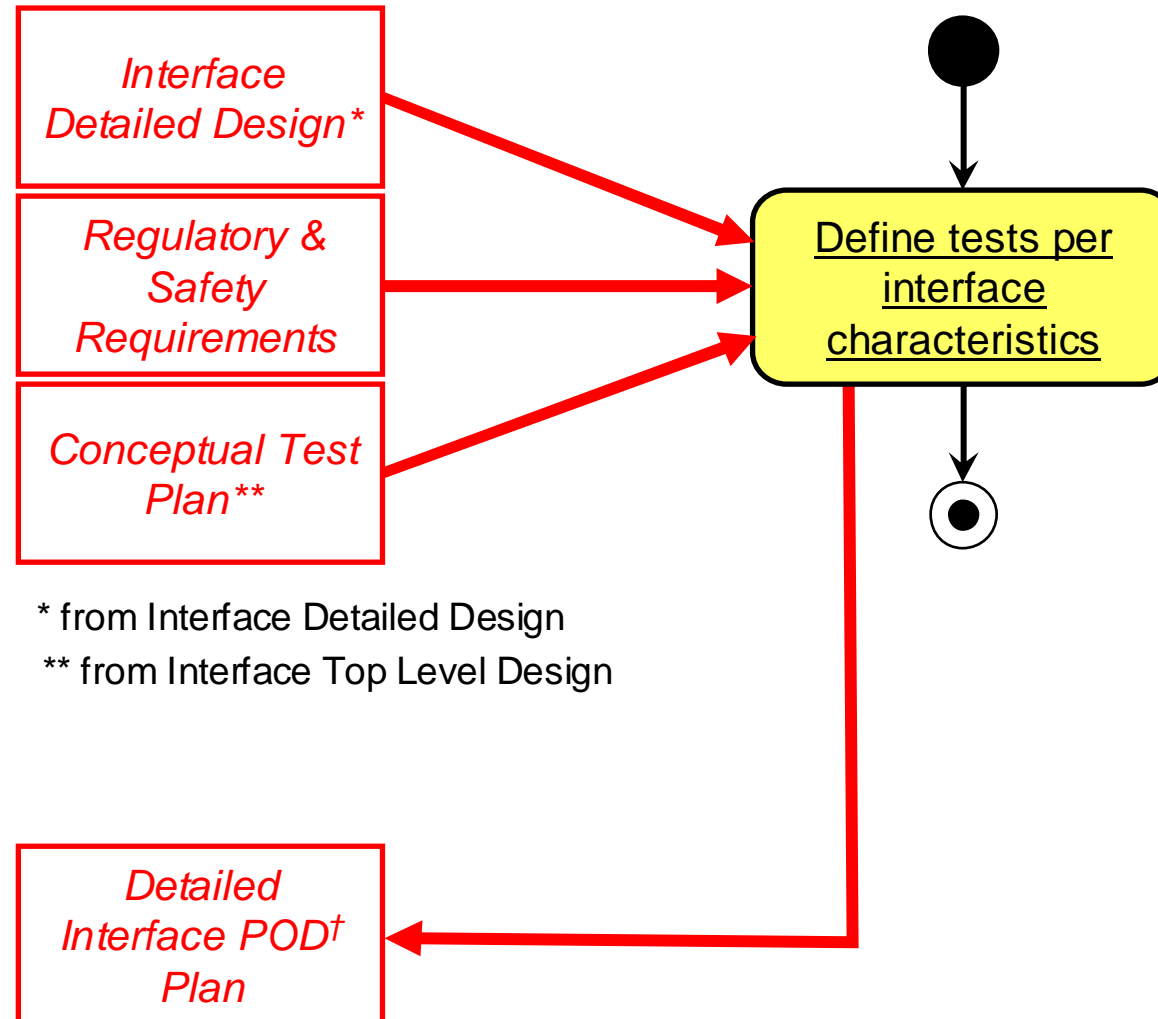 Interface
Detailed Design*
Regulatory &
Safety
Requirements
Conceptual Test
Plan**
Define tests per
interface
characteristics
* from Interface Detailed Design
** from Interface Top Level Design
Detailed
Interface POD†
Plan